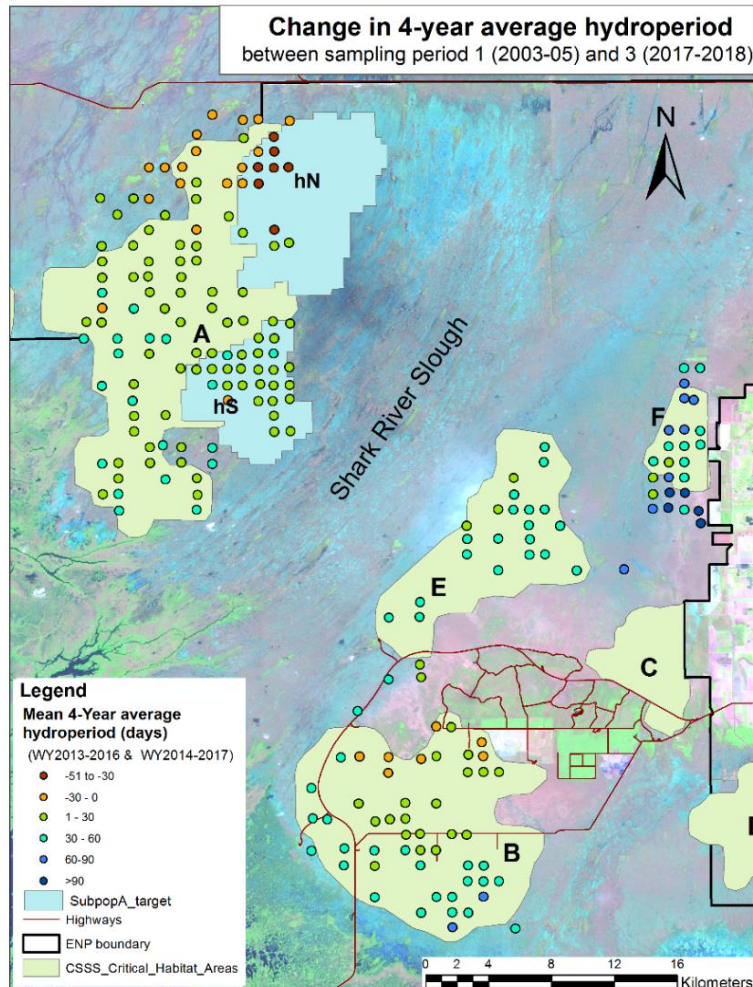 Change in 4-year average hydroperiod
between sampling period 1 (2003-05) and 3 (2017-2018)
N
hN
A
hS
Shark River Slough
F
E
C
B
Legend
Mean 4-Year average
hydroperiod (days)
(WY2013-2016 & WY2014-2017)
-51 to -30
-30 - 0
1 - 30
30 - 60
60-90
>90
SubpopA_target
Highways
ENP boundary
CSSS_Critical_Habitat_Areas
0 2 4 8 12 16
Kilometers